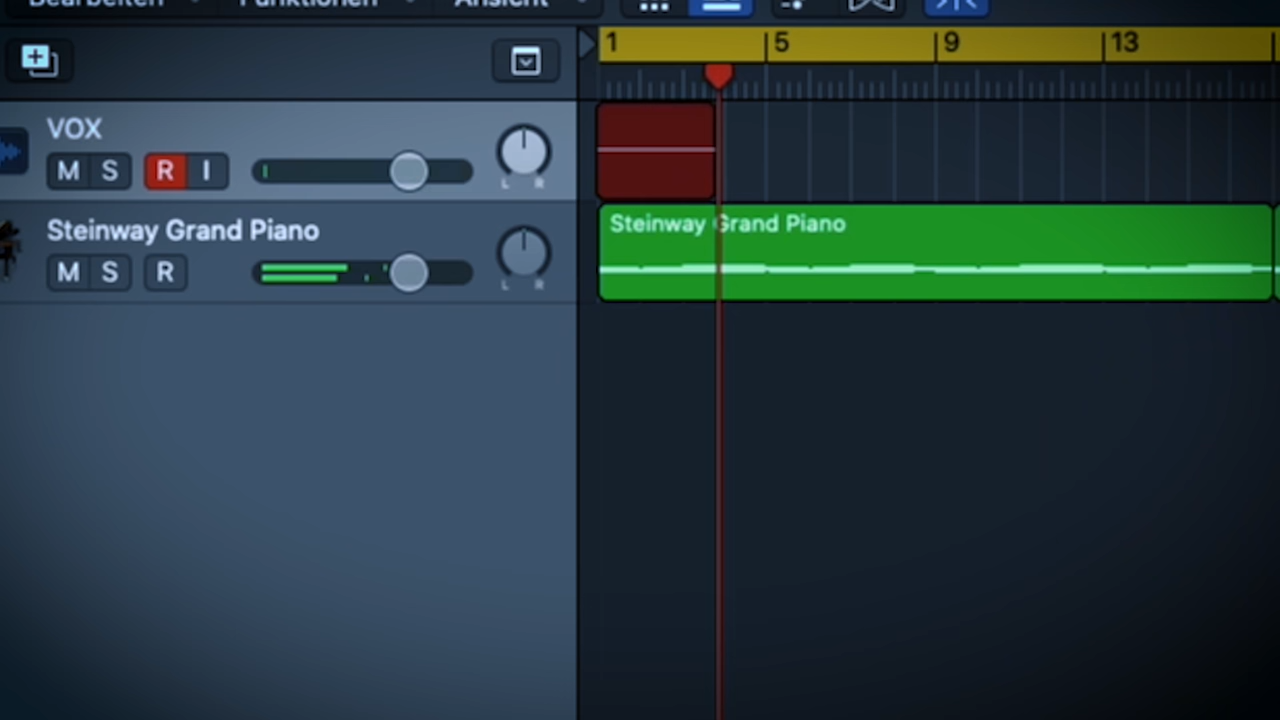 Bearbeiten Funktionen Ansicht
1 5 9 13
VOX
M S R I
L R
Steinway Grand Piano
M S R
L R
Steinway Grand Piano